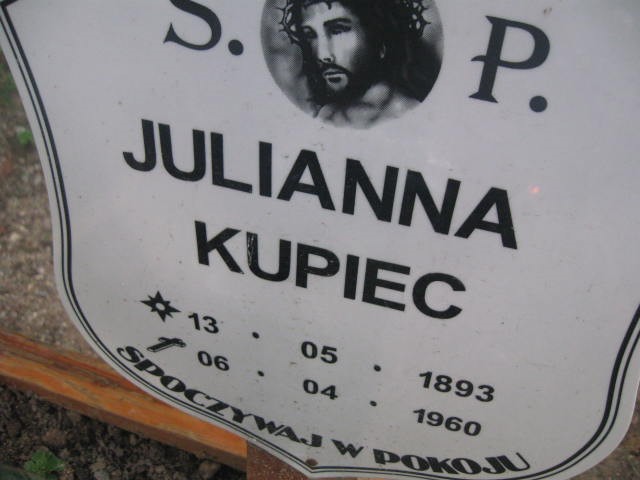 S. P.
JULIANNA
KUPIEC
13 . 05 . 1893
06 . 04 . 1960
SPOCZYWAJ W POKOJU